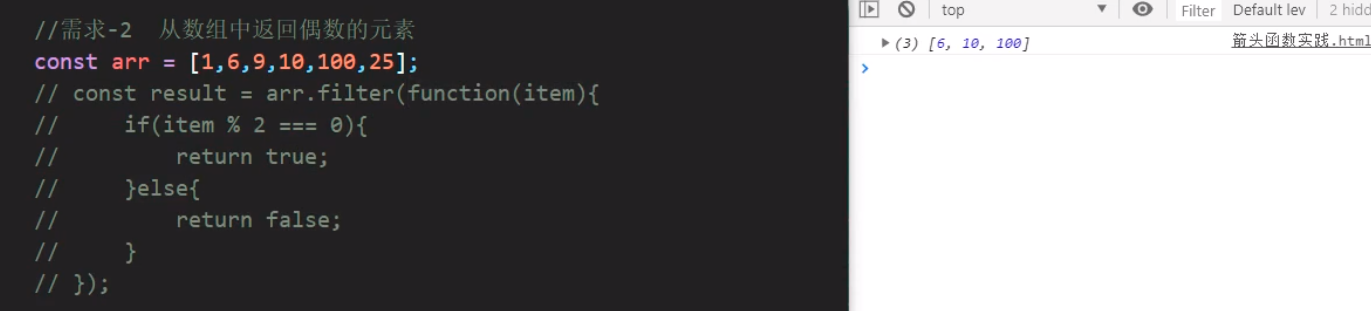 //需求-2  从数组中返回偶数的元素
const arr = [1,6,9,10,100,25];
// const result = arr.filter(function(item){
//     if(item % 2 === 0){
//         return true;
//     }else{
//         return false;
//     }
// });
top Filter Default lev 2 hidd
(3) [6, 10, 100] 箭头函数实践.html